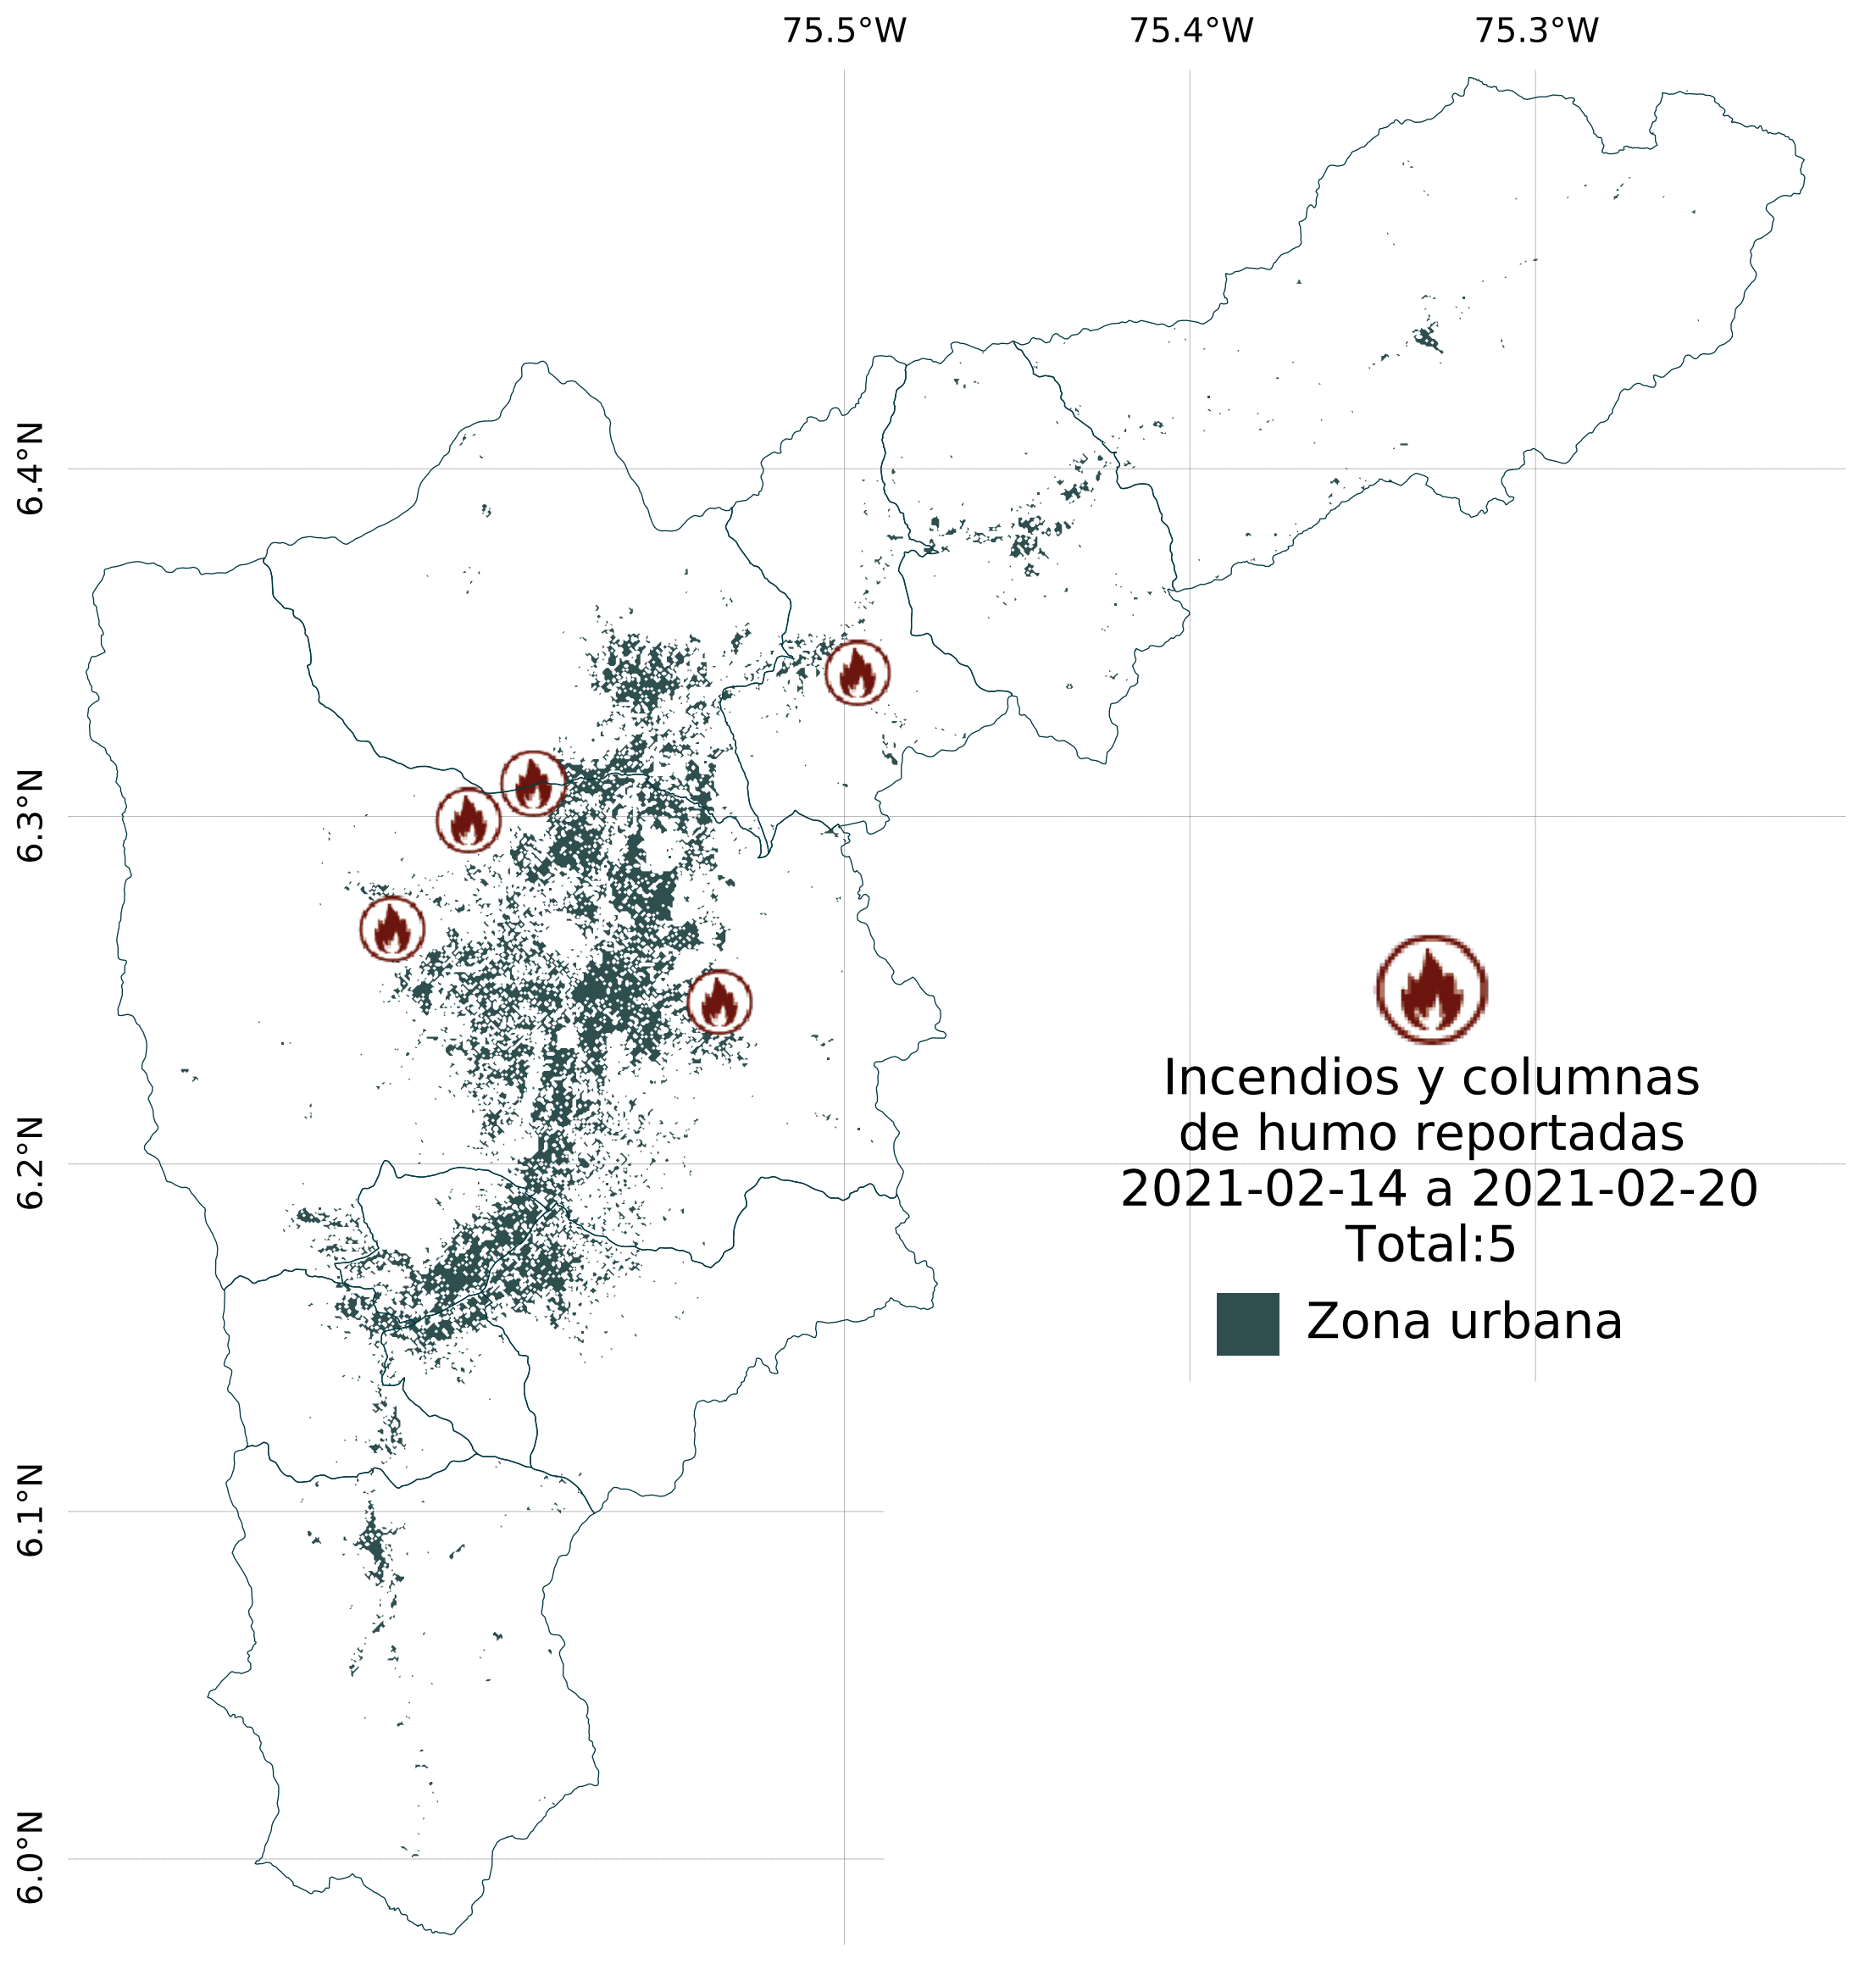 75.5°W 75.4°W 75.3°W
6.4°N
6.3°N
6.2°N
6.1°N
6.0°N
Incendios y columnas
de humo reportadas
2021-02-14 a 2021-02-20
Total:5
Zona urbana